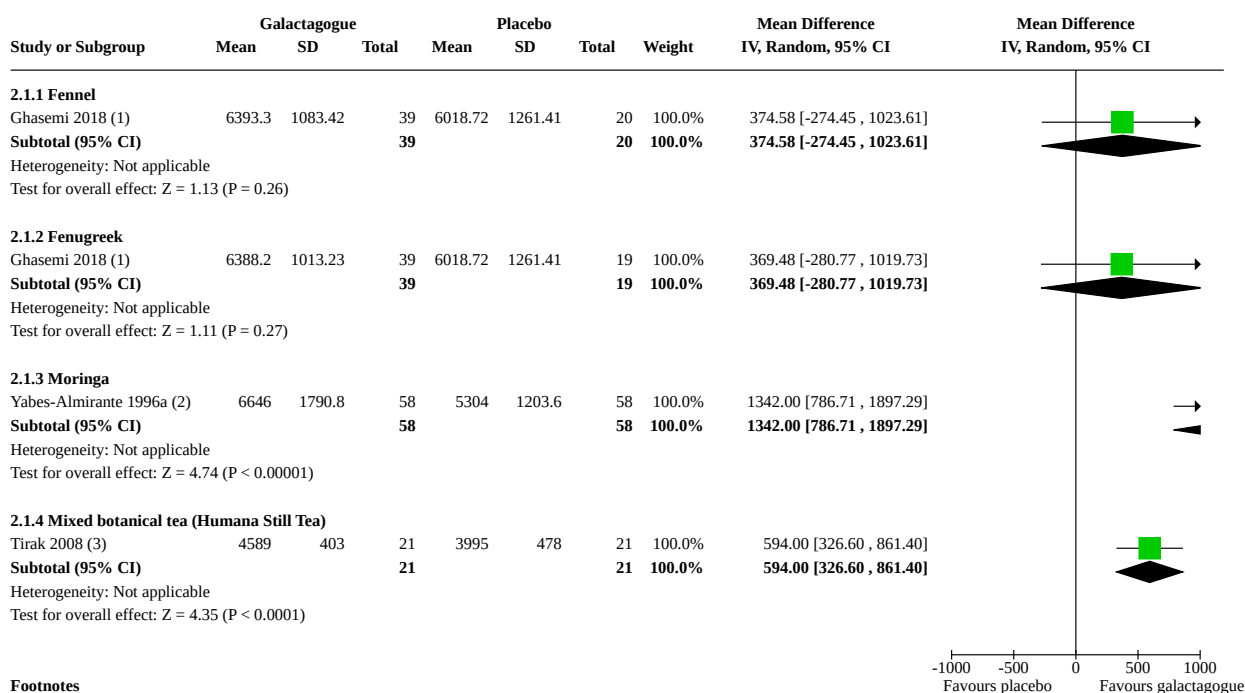 Galactagogue Placebo Mean Difference Mean Difference
Study or Subgroup Mean SD Total Mean SD Total Weight IV, Random, 95% CI IV, Random, 95% CI
2.1.1 Fennel
Ghasemi 2018 (1) 6393.3 1083.42 39 6018.72 1261.41 20 100.0% 374.58 [-274.45 , 1023.61]
Subtotal (95% CI) 39 20 100.0% 374.58 [-274.45 , 1023.61]
Heterogeneity: Not applicable
Test for overall effect: Z = 1.13 (P = 0.26)
2.1.2 Fenugreek
Ghasemi 2018 (1) 6388.2 1013.23 39 6018.72 1261.41 19 100.0% 369.48 [-280.77 , 1019.73]
Subtotal (95% CI) 39 19 100.0% 369.48 [-280.77 , 1019.73]
Heterogeneity: Not applicable
Test for overall effect: Z = 1.11 (P = 0.27)
2.1.3 Moringa
Yabes-Almirante 1996a (2) 6646 1790.8 58 5304 1203.6 58 100.0% 1342.00 [786.71 , 1897.29]
Subtotal (95% CI) 58 58 100.0% 1342.00 [786.71 , 1897.29]
Heterogeneity: Not applicable
Test for overall effect: Z = 4.74 (P < 0.00001)
2.1.4 Mixed botanical tea (Humana Still Tea)
Tirak 2008 (3) 4589 403 21 3995 478 21 100.0% 594.00 [326.60 , 861.40]
Subtotal (95% CI) 21 21 100.0% 594.00 [326.60 , 861.40]
Heterogeneity: Not applicable
Test for overall effect: Z = 4.35 (P < 0.0001)
-1000 -500 0 500 1000
Footnotes Favours placebo Favours galactagogue